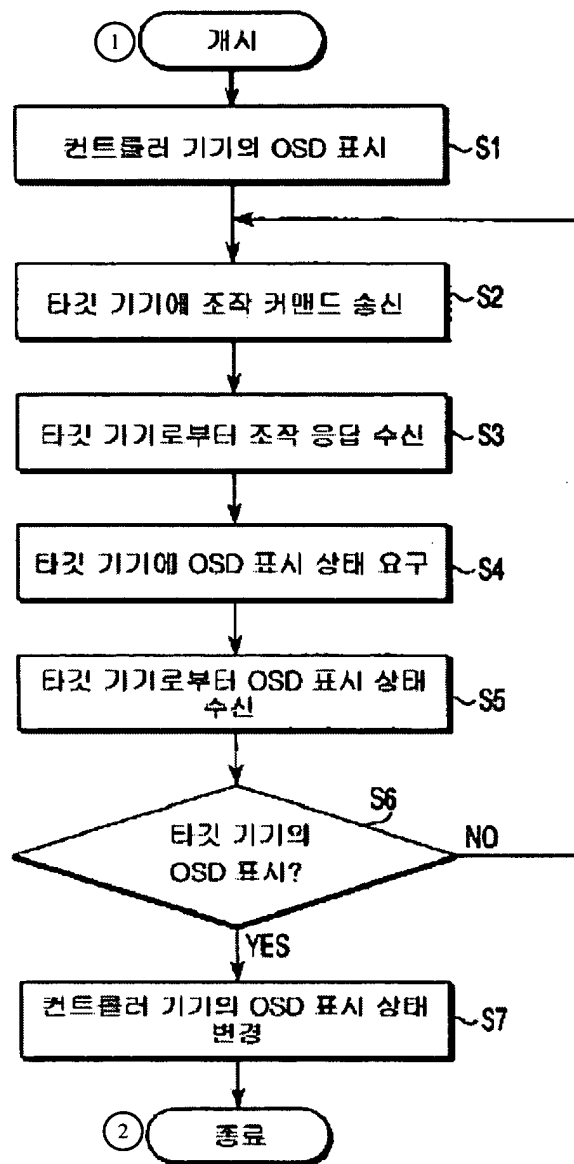 ① 개시
컨트롤러 기기의 OSD 표시
S1
타깃 기기에 조작 커맨드 송신
S2
타깃 기기로부터 조작 응답 수신
S3
타깃 기기에 OSD 표시 상태 요구
S4
타깃 기기로부터 OSD 표시 상태
수신
S5
S6
타깃 기기의
OSD 표시?
NO
YES
컨트롤러 기기의 OSD 표시 상태
변경
S7
② 종료